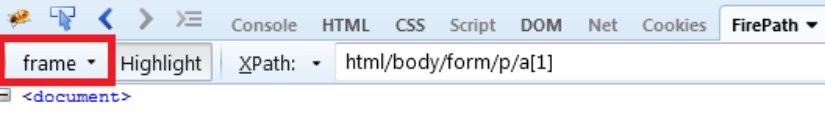 Console HTML CSS Script DOM Net Cookies FirePath
frame Highlight XPath: html/body/form/p/a[1]
<document>